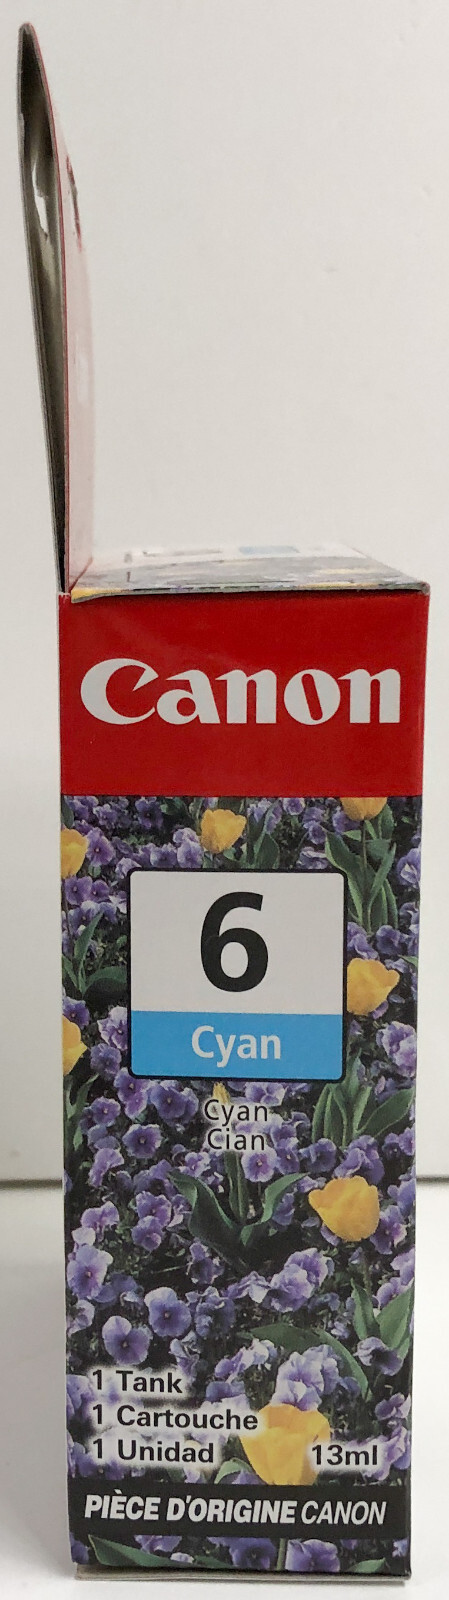 Canon
6
Cyan
Cyan
Cian
1 Tank
1 Cartouche
1 Unidad 13ml
PIÈCE D'ORIGINE CANON